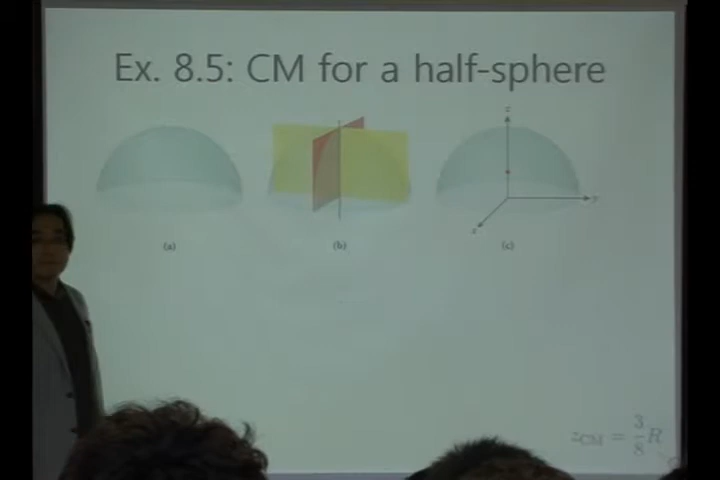 Ex. 8.5: CM for a half-sphere
z
y
x
(a)
(b)
(c)
z_CM = 3/8 R